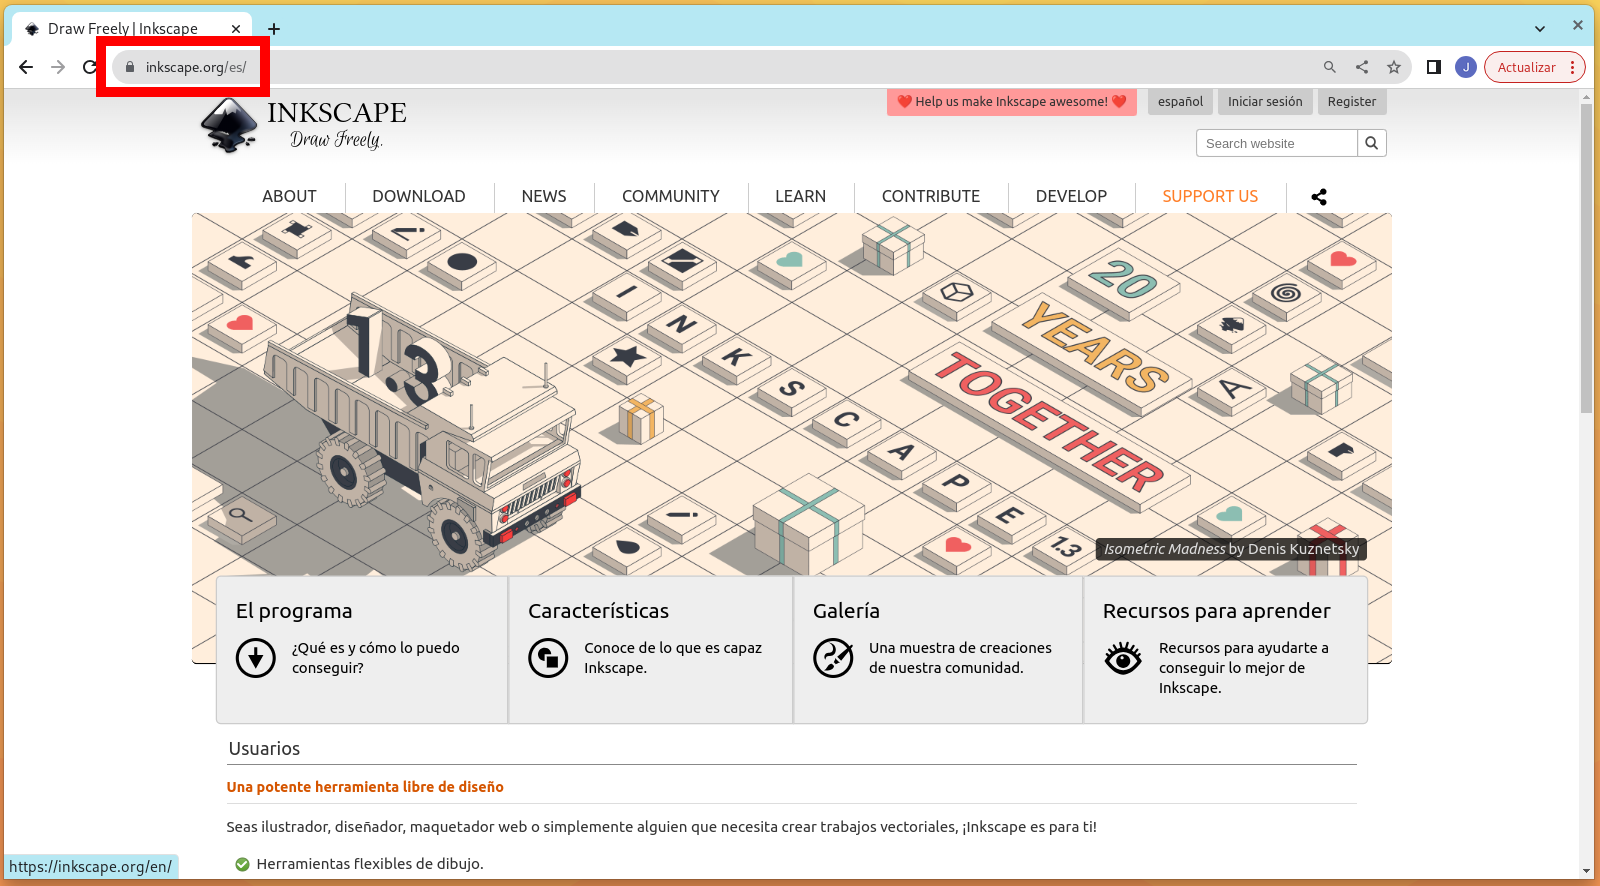 Draw Freely | Inkscape
inkscape.org/es/
J
Actualizar
INKSCAPE
Draw Freely.
Help us make Inkscape awesome!
español
Iniciar sesión
Register
Search website
ABOUT
DOWNLOAD
NEWS
COMMUNITY
LEARN
CONTRIBUTE
DEVELOP
SUPPORT US
1.3
20
YEARS
TOGETHER
A
I N K S C A P E
1.3
Isometric Madness by Denis Kuznetsky
El programa
¿Qué es y cómo lo puedo
conseguir?
Características
Conoce de lo que es capaz
Inkscape.
Galería
Una muestra de creaciones
de nuestra comunidad.
Recursos para aprender
Recursos para ayudarte a
conseguir lo mejor de
Inkscape.
Usuarios
Una potente herramienta libre de diseño
Seas ilustrador, diseñador, maquetador web o simplemente alguien que necesita crear trabajos vectoriales, ¡Inkscape es para ti!
Herramientas flexibles de dibujo.
https://inkscape.org/en/